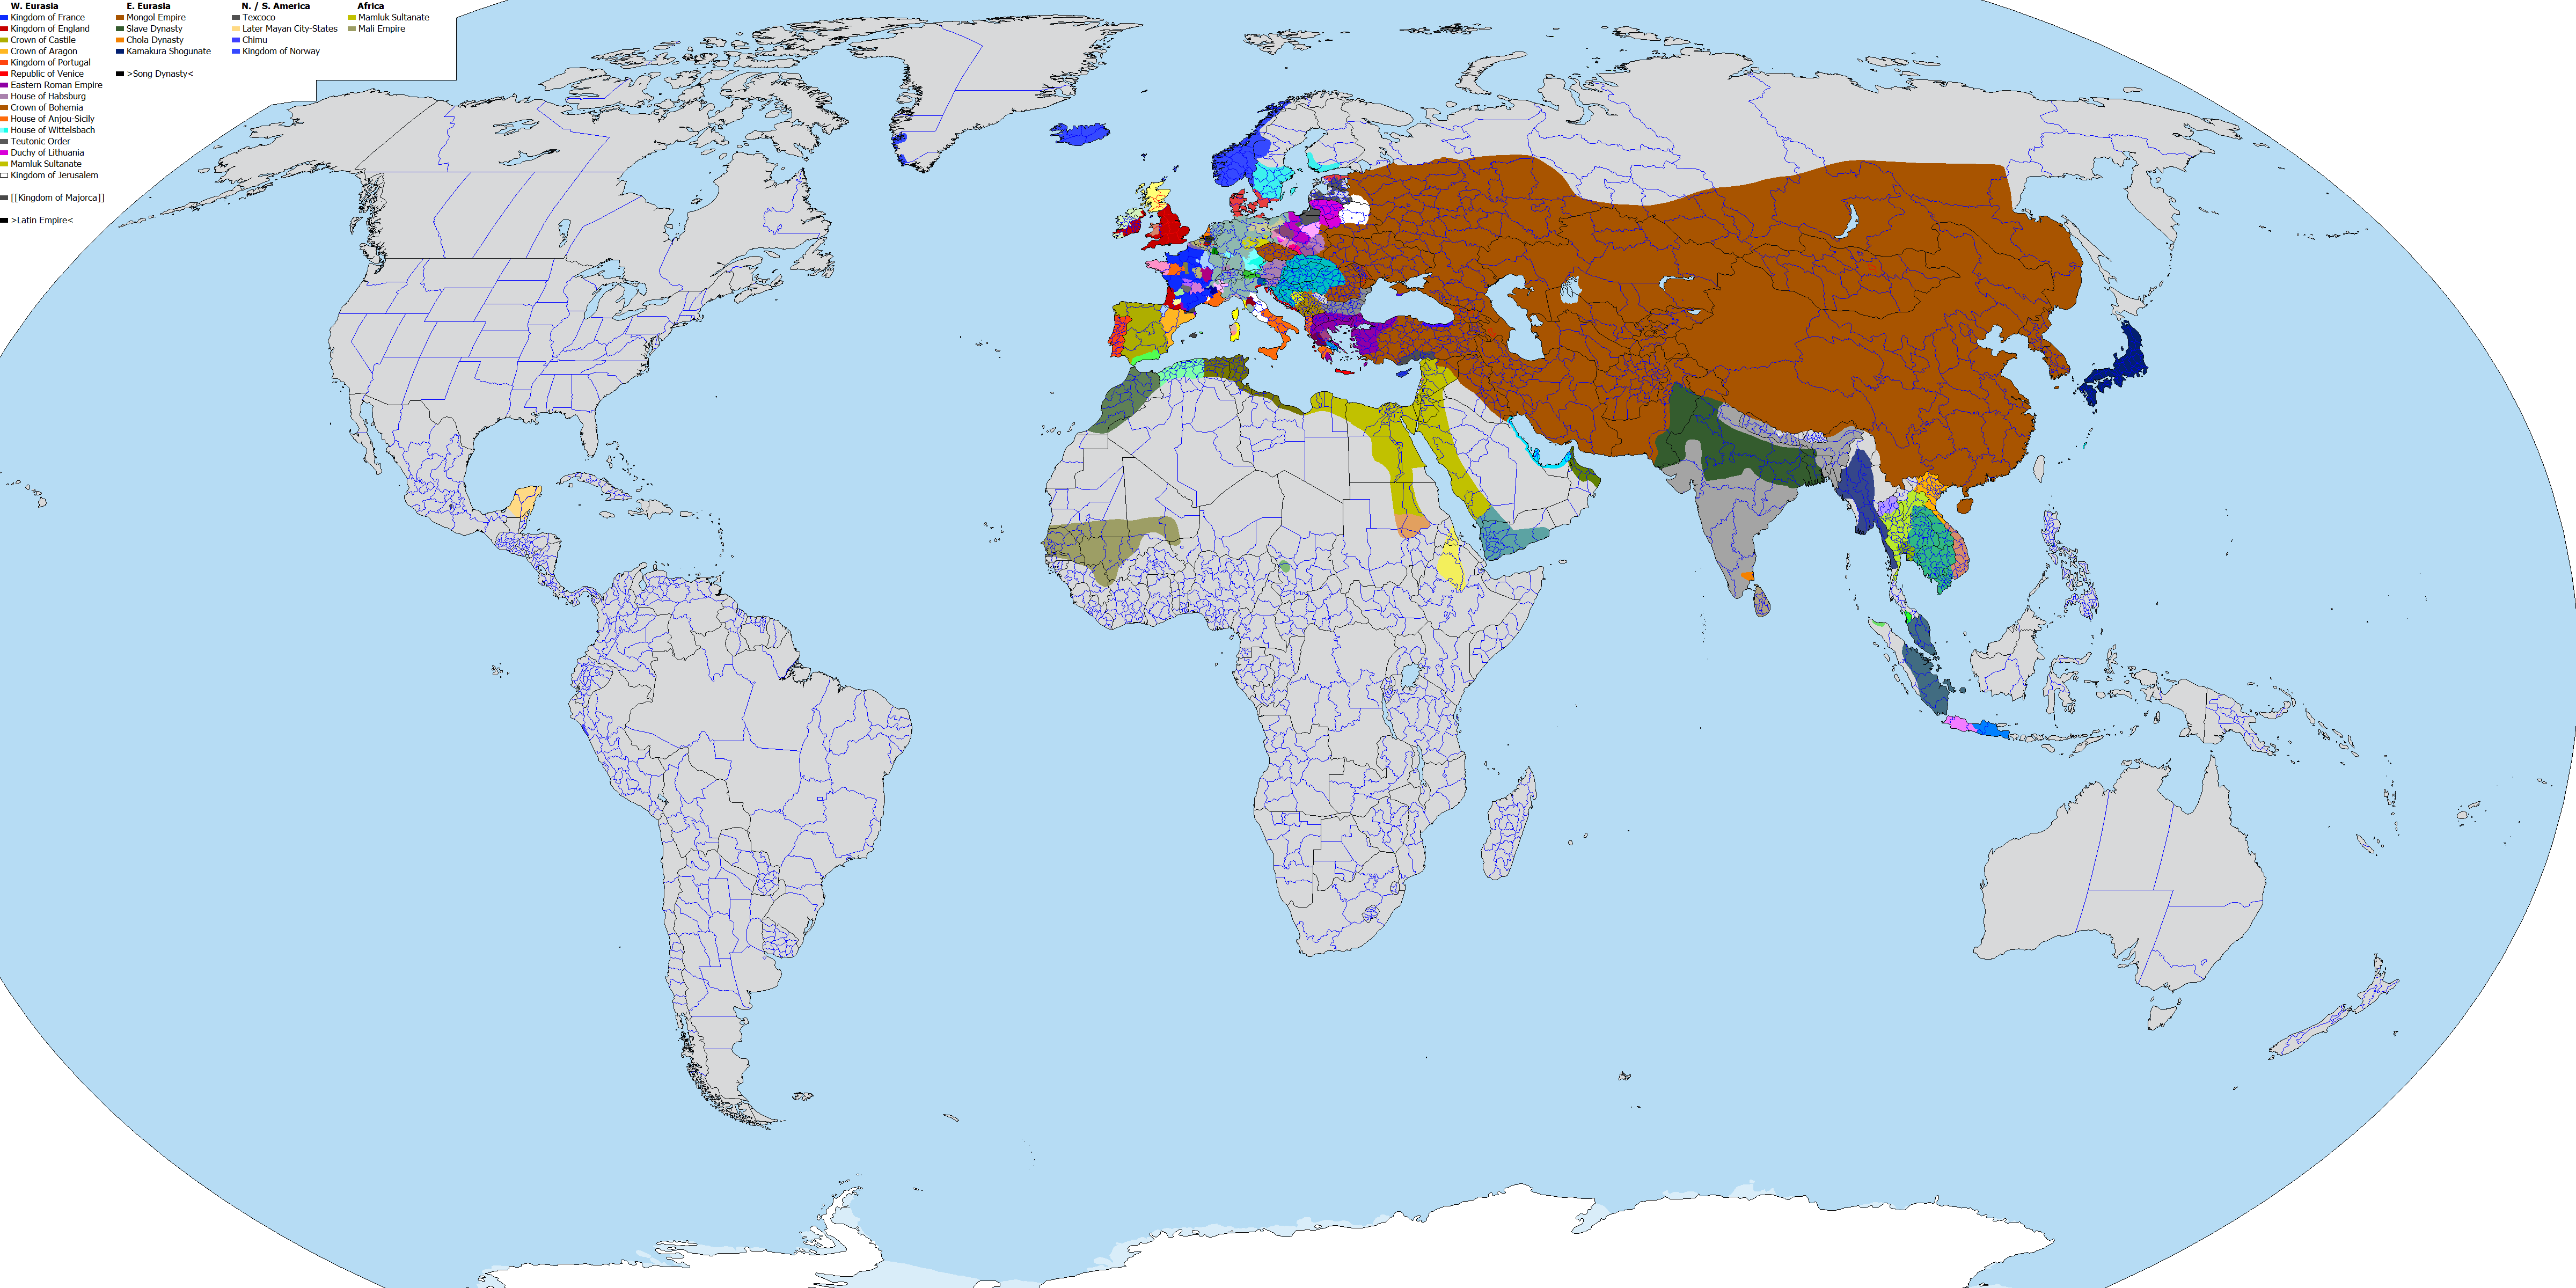 W. Eurasia
Kingdom of France
Kingdom of England
Crown of Castile
Crown of Aragon
Kingdom of Portugal
Republic of Venice
Eastern Roman Empire
House of Habsburg
Crown of Bohemia
House of Anjou-Sicily
House of Wittelsbach
Teutonic Order
Duchy of Lithuania
Mamluk Sultanate
Kingdom of Jerusalem
[[Kingdom of Majorca]]
>Latin Empire<
E. Eurasia
Mongol Empire
Slave Dynasty
Chola Dynasty
Kamakura Shogunate
>Song Dynasty<
N. / S. America
Texcoco
Later Mayan City-States
Chimu
Kingdom of Norway
Africa
Mamluk Sultanate
Mali Empire